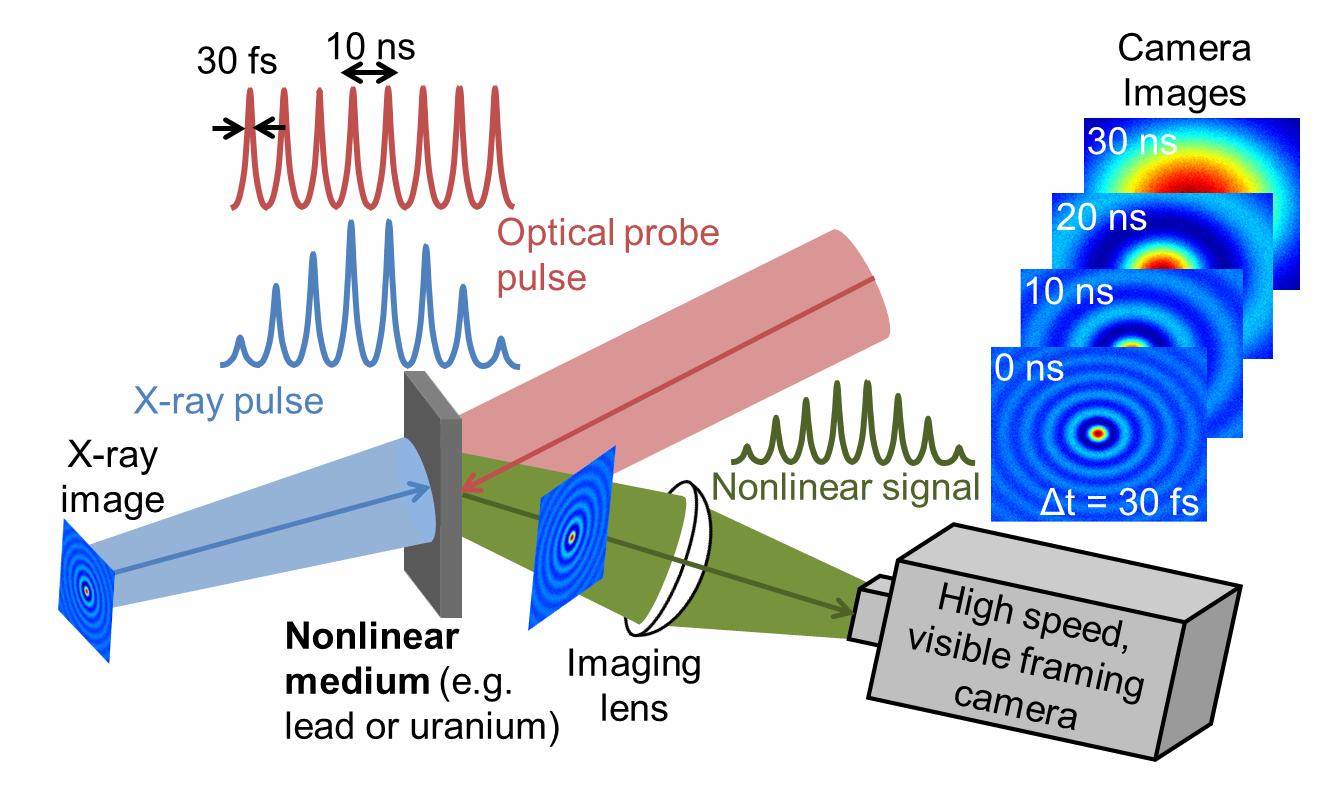 30 fs
10 ns
Optical probe
pulse
X-ray pulse
X-ray
image
Nonlinear
medium (e.g.
lead or uranium)
Imaging
lens
Nonlinear signal
High speed,
visible framing
camera
Camera
Images
30 ns
20 ns
10 ns
0 ns
Δt = 30 fs